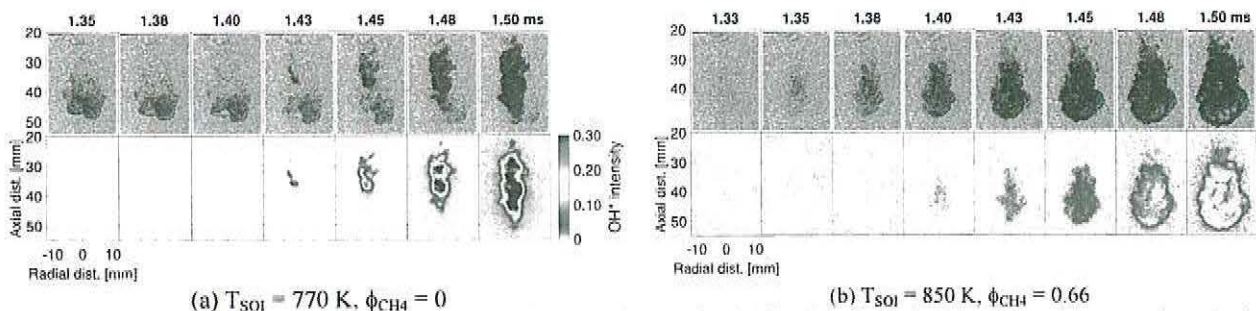 1.35 1.38 1.40 1.43 1.45 1.48 1.50 ms
20
30
40
50
Axial dist. [mm]
20
30
40
50
-10 0 10
Radial dist. [mm]
0.30
0.20
0.10
0
OH* intensity
(a) T_SOI = 770 K, ϕ_CH4 = 0
1.33 1.35 1.38 1.40 1.43 1.45 1.48 1.50 ms
20
30
40
Axial dist. [mm]
20
30
40
50
-10 0 10
Radial dist. [mm]
(b) T_SOI = 850 K, ϕ_CH4 = 0.66